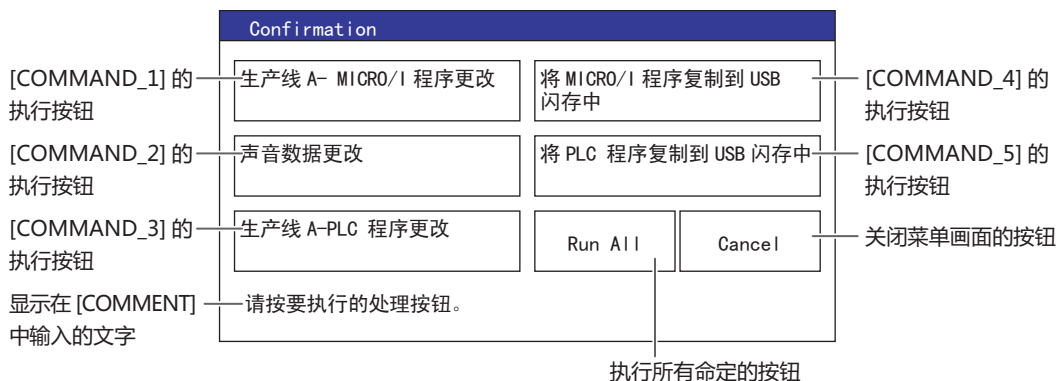 Confirmation
[COMMAND_1] 的
执行按钮
生产线 A- MICRO/I 程序更改
将 MICRO/I 程序复制到 USB
闪存中
[COMMAND_4] 的
执行按钮
[COMMAND_2] 的
执行按钮
声音数据更改
将 PLC 程序复制到 USB 闪存中
[COMMAND_5] 的
执行按钮
[COMMAND_3] 的
执行按钮
生产线 A-PLC 程序更改
Run All
Cancel
关闭菜单画面的按钮
显示在 [COMMENT]
中输入的文字
请按要执行的处理按钮。
执行所有命定的按钮